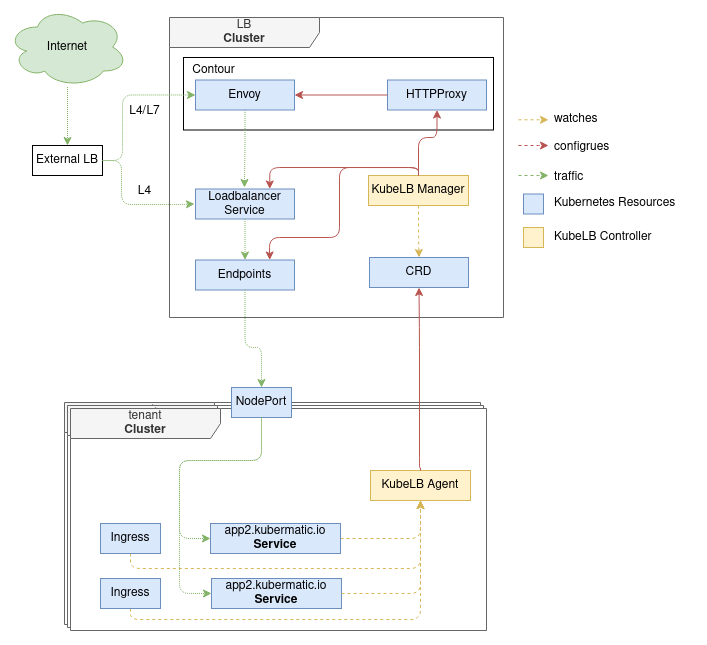 Internet
LB
Cluster
Contour
Envoy
HTTPProxy
L4/L7
watches
configrues
External LB
traffic
L4
Loadbalancer
Service
KubeLB Manager
Kubernetes Resources
KubeLB Controller
Endpoints
CRD
NodePort
tenant
Cluster
KubeLB Agent
Ingress
app2.kubermatic.io
Service
Ingress
app2.kubermatic.io
Service